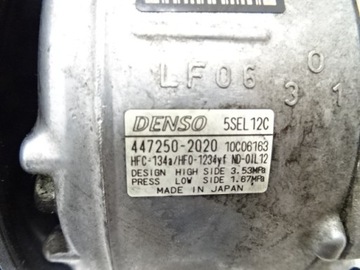 LF06 0
3 1
DENSO 5SEL12C
447250-2020 10C06163
HFC-134a/HFO-1234yf ND-OIL12
DESIGN HIGH SIDE 3.53MPa
PRESS LOW SIDE 1.67MPa
MADE IN JAPAN